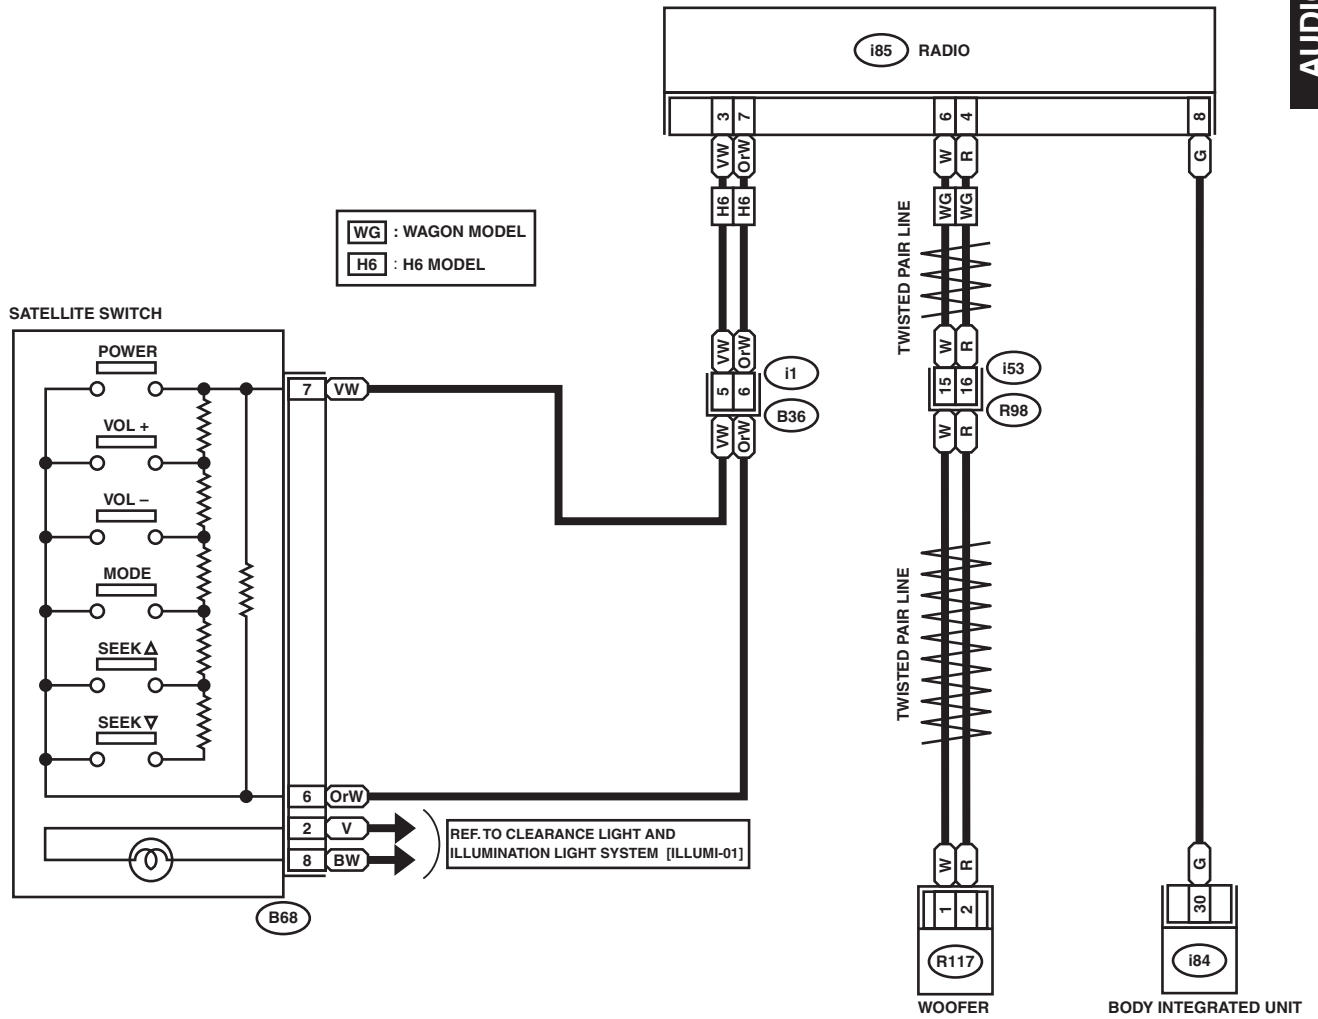 AUDIO
i85 RADIO
3 7 6 4 8
VW OrW W R G
H6 H6 WG WG
WG : WAGON MODEL
H6 : H6 MODEL
TWISTED PAIR LINE
SATELLITE SWITCH
POWER
7 VW
VOL +
VOL –
MODE
SEEK △
SEEK ▽
VW OrW W R
i1
5 6
B36
i53
15 16
R98
VW OrW W R
TWISTED PAIR LINE
6 OrW
2 V
8 BW
REF. TO CLEARANCE LIGHT AND
ILLUMINATION LIGHT SYSTEM [ILLUMI-01]
B68
W R G
1 2 30
R117 i84
WOOFER
BODY INTEGRATED UNIT